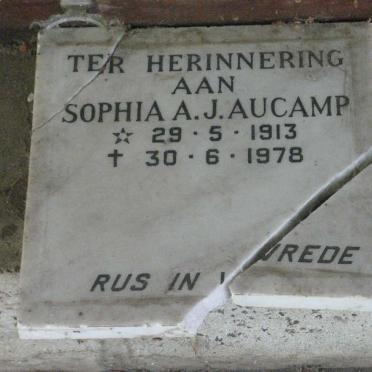 TER HERINNERING
AAN
SOPHIA A. J. AUCAMP
☆ 29 · 5 · 1913
✝ 30 · 6 · 1978
RUS IN VREDE